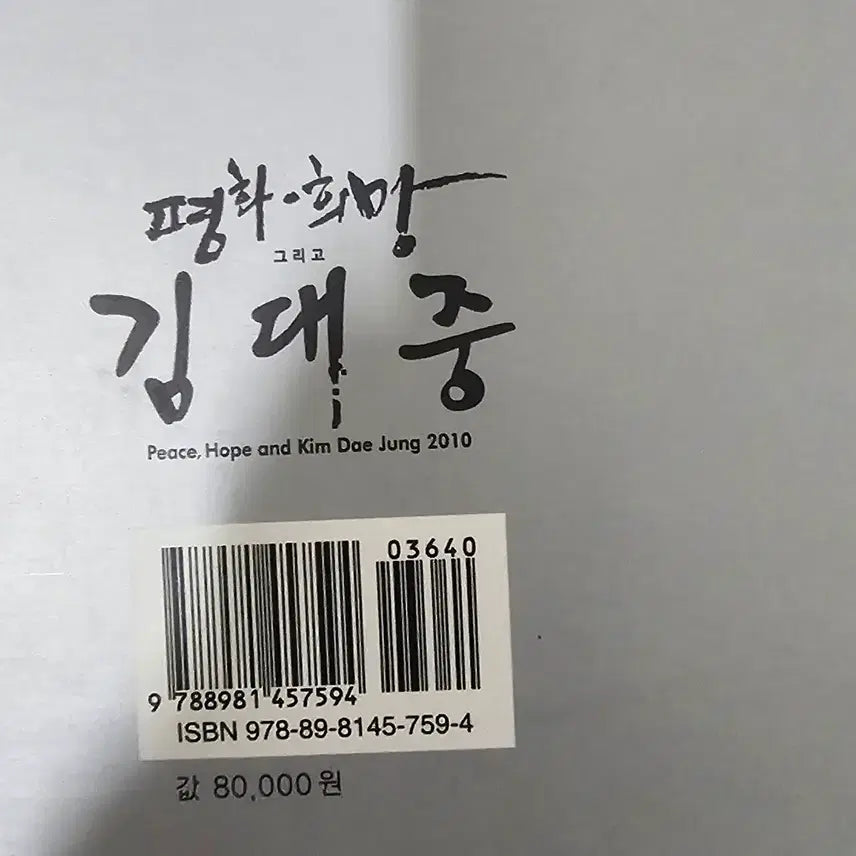 평화·희망
그리고
김대중
Peace, Hope and Kim Dae Jung 2010
03640
9 788981 457594
ISBN 978-89-8145-759-4
값 80,000원